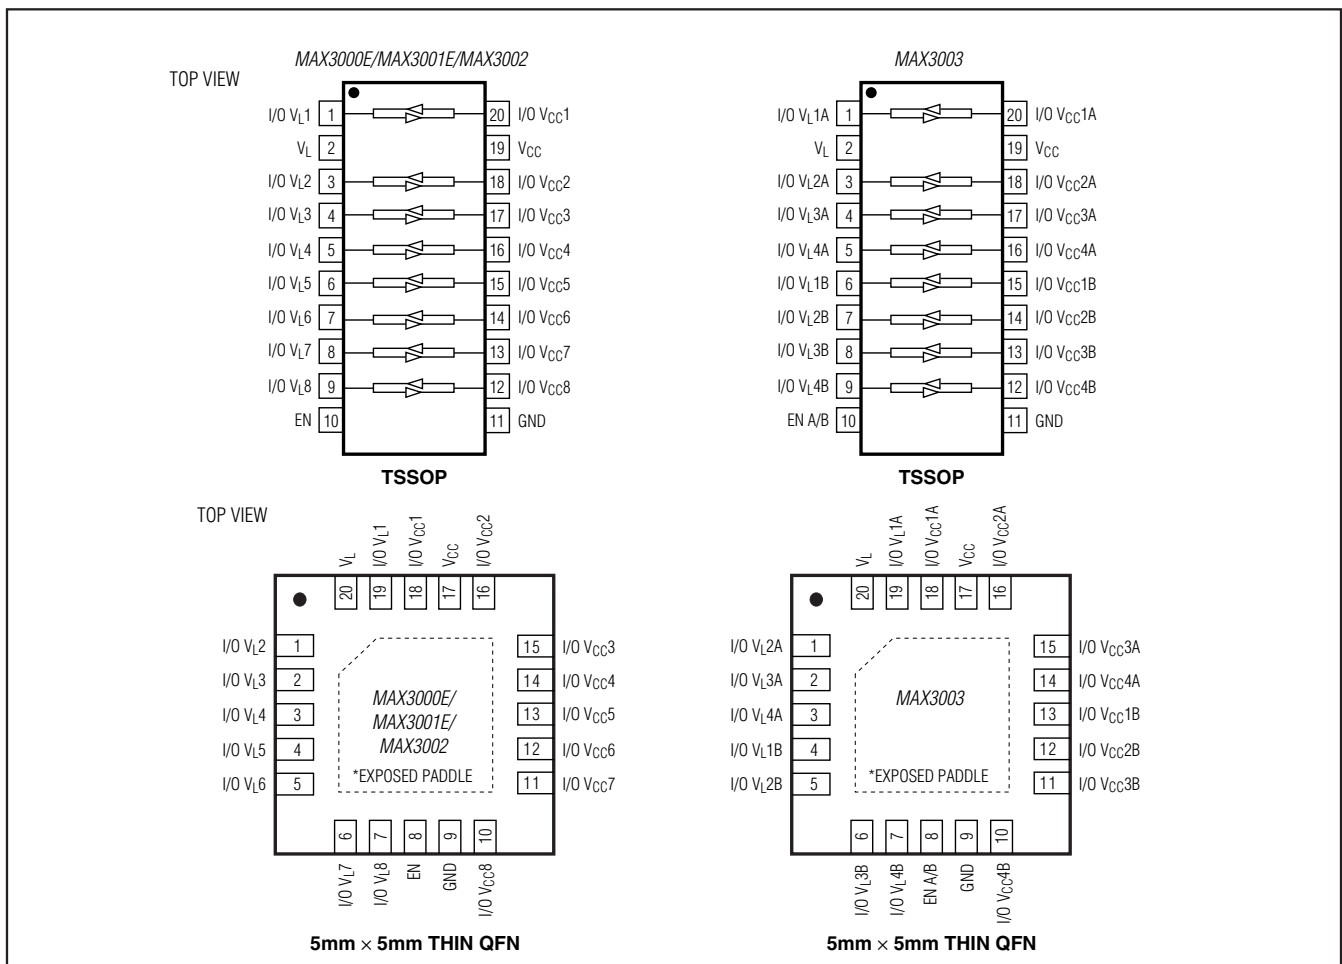 MAX3000E/MAX3001E/MAX3002
TOP VIEW
I/O VL1 1 20 I/O VCC1
VL 2 19 VCC
I/O VL2 3 18 I/O VCC2
I/O VL3 4 17 I/O VCC3
I/O VL4 5 16 I/O VCC4
I/O VL5 6 15 I/O VCC5
I/O VL6 7 14 I/O VCC6
I/O VL7 8 13 I/O VCC7
I/O VL8 9 12 I/O VCC8
EN 10 11 GND
TSSOP
MAX3003
I/O VL1A 1 20 I/O VCC1A
VL 2 19 VCC
I/O VL2A 3 18 I/O VCC2A
I/O VL3A 4 17 I/O VCC3A
I/O VL4A 5 16 I/O VCC4A
I/O VL1B 6 15 I/O VCC1B
I/O VL2B 7 14 I/O VCC2B
I/O VL3B 8 13 I/O VCC3B
I/O VL4B 9 12 I/O VCC4B
EN A/B 10 11 GND
TSSOP
TOP VIEW
VL I/O VL1 I/O VCC1 VCC I/O VCC2
20 19 18 17 16
I/O VL2 1 15 I/O VCC3
I/O VL3 2 14 I/O VCC4
I/O VL4 3 13 I/O VCC5
I/O VL5 4 12 I/O VCC6
I/O VL6 5 11 I/O VCC7
MAX3000E/
MAX3001E/
MAX3002
*EXPOSED PADDLE
6 7 8 9 10
I/O VL7 I/O VL8 EN GND I/O VCC8
5mm × 5mm THIN QFN
VL I/O VL1A I/O VCC1A VCC I/O VCC2A
20 19 18 17 16
I/O VL2A 1 15 I/O VCC3A
I/O VL3A 2 14 I/O VCC4A
I/O VL4A 3 13 I/O VCC1B
I/O VL1B 4 12 I/O VCC2B
I/O VL2B 5 11 I/O VCC3B
MAX3003
*EXPOSED PADDLE
6 7 8 9 10
I/O VL3B I/O VL4B EN A/B GND I/O VCC4B
5mm × 5mm THIN QFN